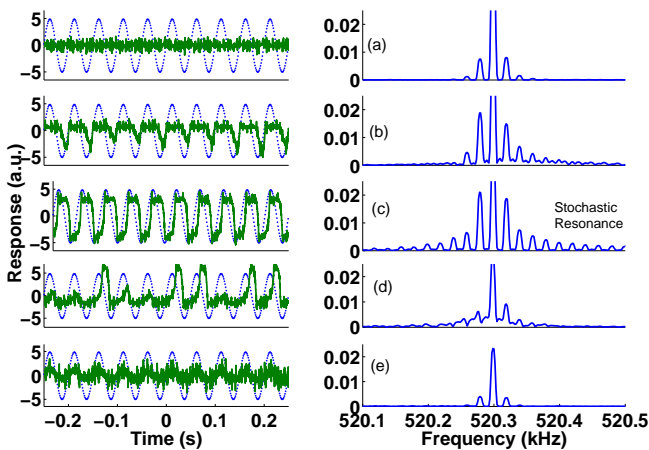 5
0
−5
0.02
0.01
0
(a)
5
0
−5
0.02
0.01
0
(b)
5
0
−5
0.02
0.01
0
(c)
Stochastic
Resonance
5
0
−5
0.02
0.01
0
(d)
5
0
−5
0.02
0.01
0
(e)
Response (a.u.)
−0.2 −0.1 0 0.1 0.2
Time (s)
520.1 520.2 520.3 520.4 520.5
Frequency (kHz)